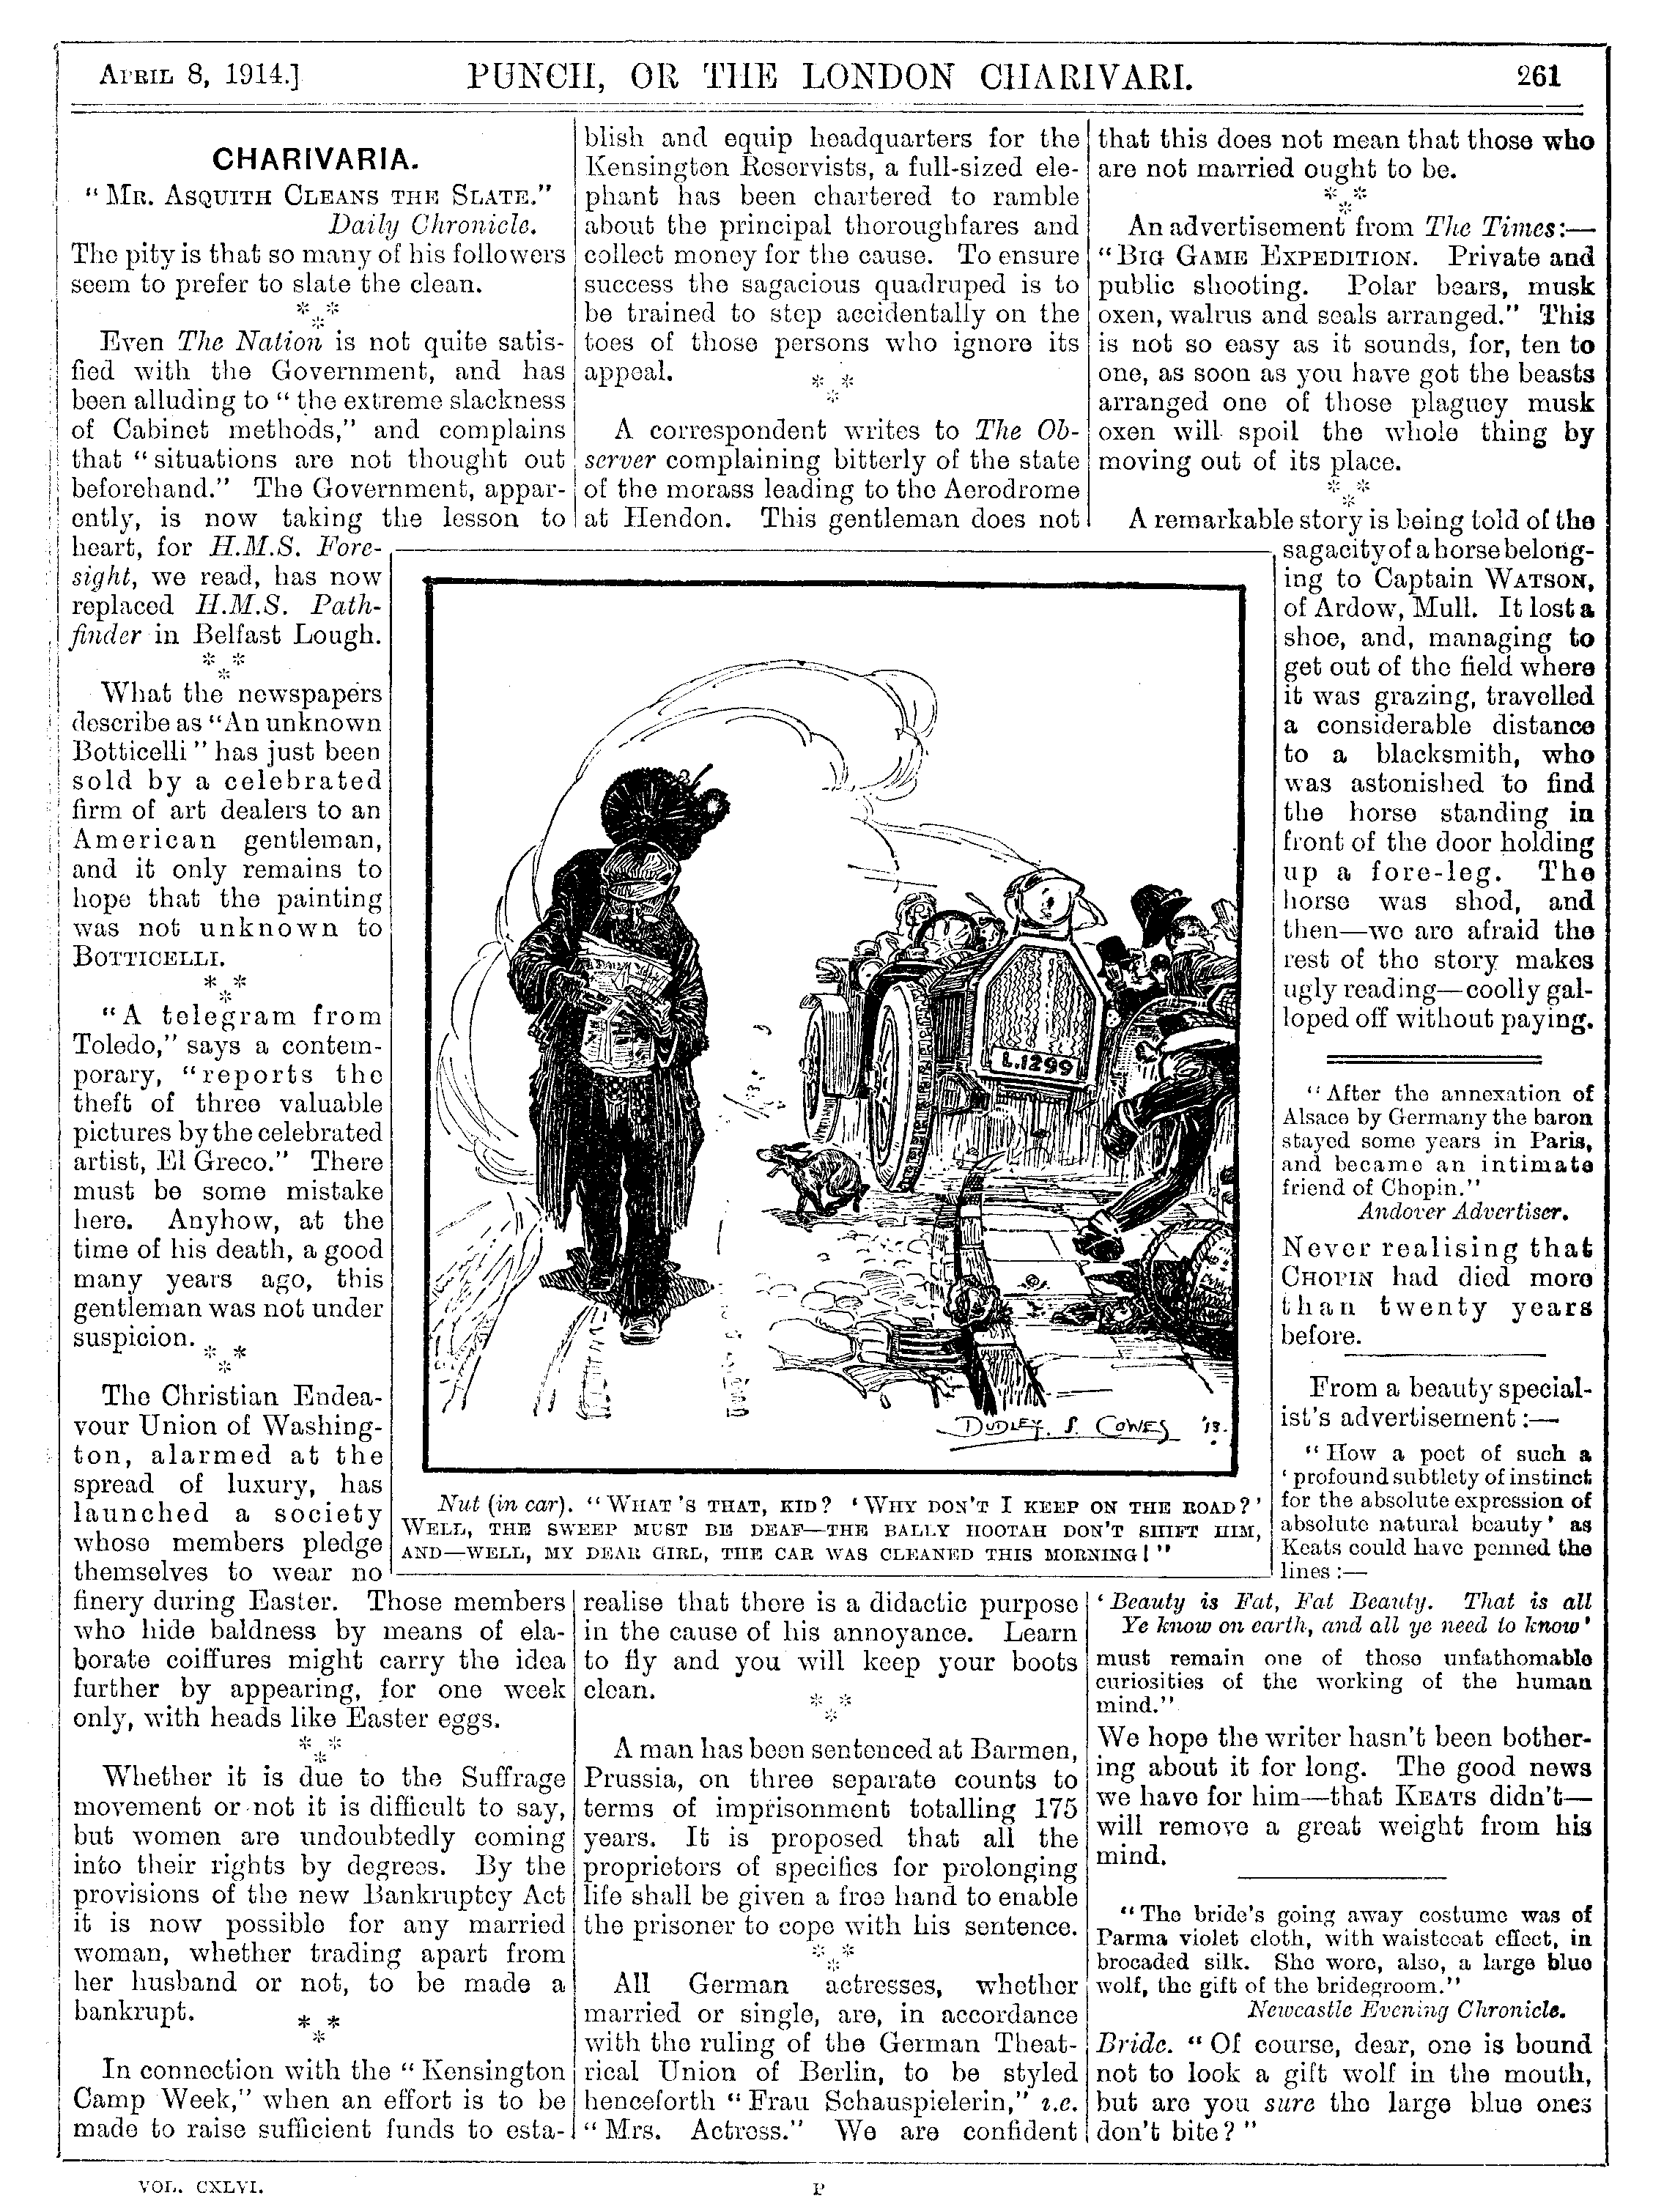 APRIL 8, 1914.]
PUNCH, OR THE LONDON CHARIVARI.
261
CHARIVARIA.
"MR. ASQUITH CLEANS THE SLATE."
Daily Chronicle.
The pity is that so many of his followers
seem to prefer to slate the clean.
* *
*
Even The Nation is not quite satis-
fied with the Government, and has
been alluding to "the extreme slackness
of Cabinet methods," and complains
that "situations are not thought out
beforehand." The Government, appar-
ently, is now taking the lesson to
heart, for H.M.S. Fore-
sight, we read, has now
replaced H.M.S. Path-
finder in Belfast Lough.
* *
*
What the newspapers
describe as "An unknown
Botticelli" has just been
sold by a celebrated
firm of art dealers to an
American gentleman,
and it only remains to
hope that the painting
was not unknown to
BOTTICELLI.
* *
*
"A telegram from
Toledo," says a contem-
porary, "reports the
theft of three valuable
pictures by the celebrated
artist, El Greco." There
must be some mistake
here. Anyhow, at the
time of his death, a good
many years ago, this
gentleman was not under
suspicion.
* *
*
The Christian Endea-
vour Union of Washing-
ton, alarmed at the
spread of luxury, has
launched a society
whose members pledge
themselves to wear no
finery during Easter. Those members
who hide baldness by means of ela-
borate coiffures might carry the idea
further by appearing, for one week
only, with heads like Easter eggs.
* *
*
Whether it is due to the Suffrage
movement or not it is difficult to say,
but women are undoubtedly coming
into their rights by degrees. By the
provisions of the new Bankruptcy Act
it is now possible for any married
woman, whether trading apart from
her husband or not, to be made a
bankrupt.
* *
*
In connection with the "Kensington
Camp Week," when an effort is to be
made to raise sufficient funds to esta-
blish and equip headquarters for the
Kensington Reservists, a full-sized ele-
phant has been chartered to ramble
about the principal thoroughfares and
collect money for the cause. To ensure
success the sagacious quadruped is to
be trained to step accidentally on the
toes of those persons who ignore its
appeal.
* *
*
A correspondent writes to The Ob-
server complaining bitterly of the state
of the morass leading to the Aerodrome
at Hendon. This gentleman does not
L.1299
DUDLEY. S. COWES '13.
Nut (in car). "WHAT'S THAT, KID? 'WHY DON'T I KEEP ON THE ROAD?'
WELL, THE SWEEP MUST BE DEAF—THE BALLY HOOTAH DON'T SHIFT HIM,
AND—WELL, MY DEAR GIRL, THE CAR WAS CLEANED THIS MORNING!"
realise that there is a didactic purpose
in the cause of his annoyance. Learn
to fly and you will keep your boots
clean.
* *
*
A man has been sentenced at Barmen,
Prussia, on three separate counts to
terms of imprisonment totalling 175
years. It is proposed that all the
proprietors of specifics for prolonging
life shall be given a free hand to enable
the prisoner to cope with his sentence.
* *
*
All German actresses, whether
married or single, are, in accordance
with the ruling of the German Theat-
rical Union of Berlin, to be styled
henceforth "Frau Schauspielerin," i.e.
"Mrs. Actress." We are confident
that this does not mean that those who
are not married ought to be.
* *
*
An advertisement from The Times:—
"BIG GAME EXPEDITION. Private and
public shooting. Polar bears, musk
oxen, walrus and seals arranged." This
is not so easy as it sounds, for, ten to
one, as soon as you have got the beasts
arranged one of those plaguey musk
oxen will spoil the whole thing by
moving out of its place.
* *
*
A remarkable story is being told of the
sagacity of a horse belong-
ing to Captain WATSON,
of Ardow, Mull. It lost a
shoe, and, managing to
get out of the field where
it was grazing, travelled
a considerable distance
to a blacksmith, who
was astonished to find
the horse standing in
front of the door holding
up a fore-leg. The
horse was shod, and
then—we are afraid the
rest of the story makes
ugly reading—coolly gal-
loped off without paying.
"After the annexation of
Alsace by Germany the baron
stayed some years in Paris,
and became an intimate
friend of Chopin."
Andover Advertiser.
Never realising that
CHOPIN had died more
than twenty years
before.
From a beauty special-
ist's advertisement:—
"How a poet of such a
'profound subtlety of instinct
for the absolute expression of
absolute natural beauty' as
Keats could have penned the
lines:—
'Beauty is Fat, Fat Beauty. That is all
Ye know on earth, and all ye need to know'
must remain one of those unfathomable
curiosities of the working of the human
mind."
We hope the writer hasn't been bother-
ing about it for long. The good news
we have for him—that KEATS didn't—
will remove a great weight from his
mind.
"The bride's going away costume was of
Parma violet cloth, with waistcoat effect, in
brocaded silk. She wore, also, a large blue
wolf, the gift of the bridegroom."
Newcastle Evening Chronicle.
Bride. "Of course, dear, one is bound
not to look a gift wolf in the mouth,
but are you sure the large blue ones
don't bite?"
VOL. CXLVI.
P